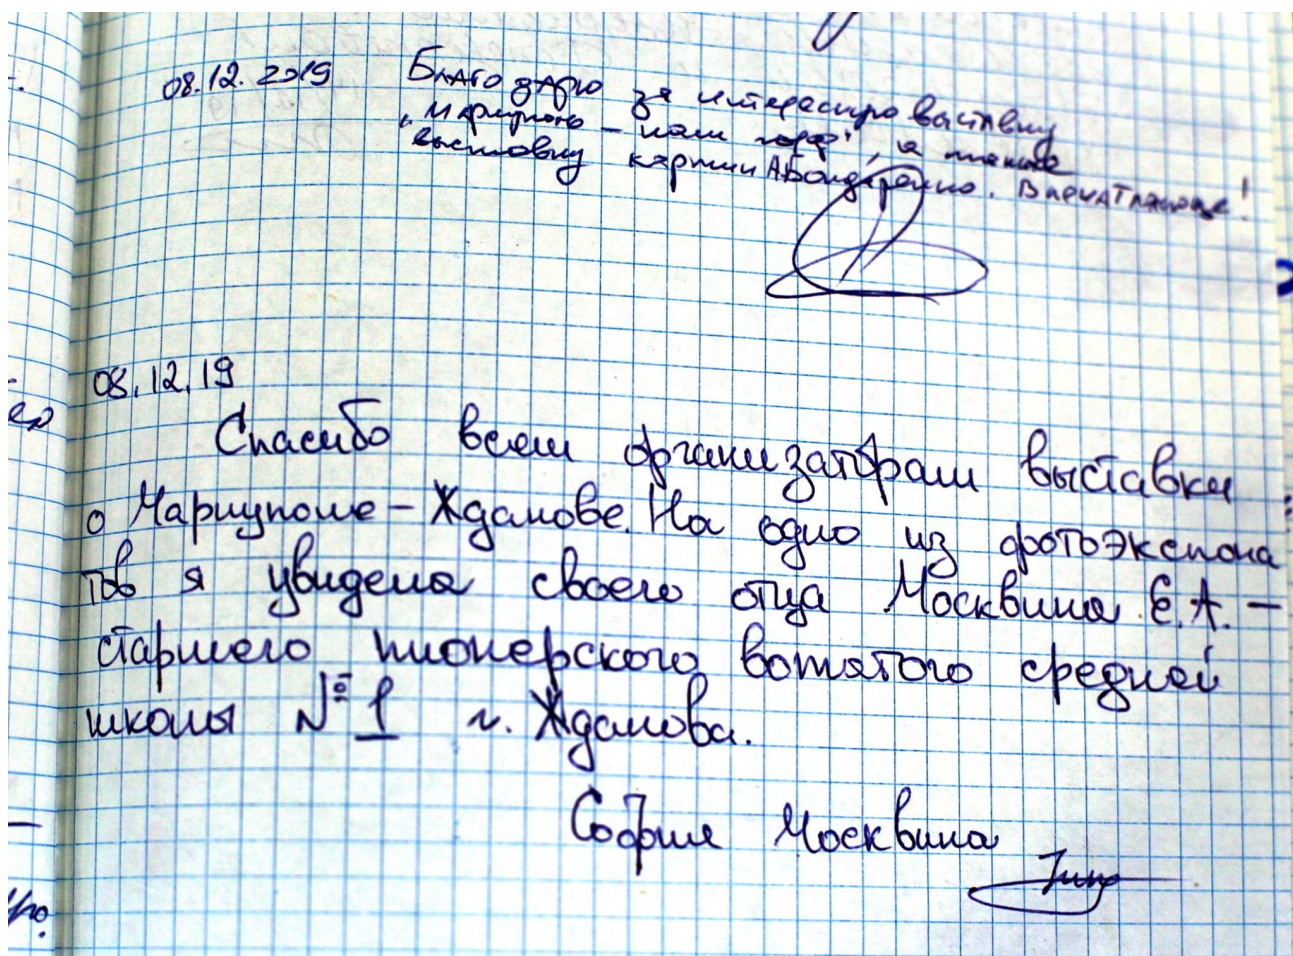 08.12.2019 Благодарю за интересную выставку
„Мариуполь – наш город", а также
выставку картин А.Бондаренко. Впечатляюще!
08.12.19
Спасибо всем организаторам выставки
о Мариуполе – Жданове. На одно из фотоэкспона
тов я увидела своего отца Москвина Е.А. –
старшего пионерского вожатого средней
школы № 1 г. Жданова.
София Москвина